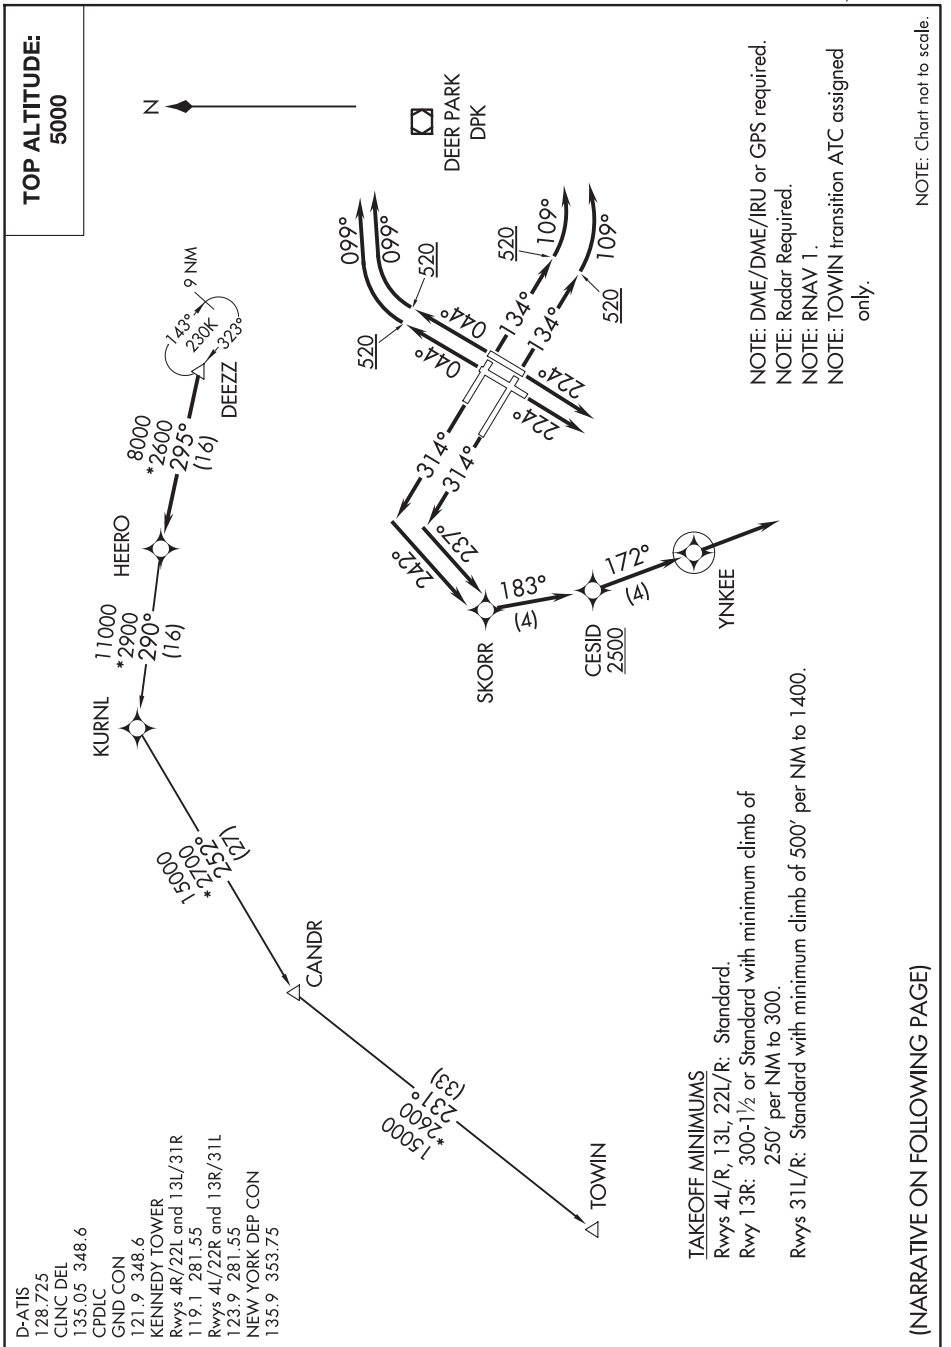 TOP ALTITUDE:
5000
D-ATIS
128.725
CLNC DEL
135.05 348.6
CPDLC
GND CON
121.9 348.6
KENNEDY TOWER
Rwys 4R/22L and 13L/31R
119.1 281.55
Rwys 4L/22R and 13R/31L
123.9 281.55
NEW YORK DEP CON
135.9 353.75
N
9 NM
143°
230K
323°
DEEZZ
8000
*2600
295°
(16)
HEERO
11000
*2900
290°
(16)
KURNL
15000
*2700
252°
(27)
CANDR
15000
*2600
231°
(33)
TOWIN
DEER PARK
DPK
099°
099°
520
520
044°
044°
134°
134°
520
520
109°
109°
224°
224°
314°
314°
242°
237°
SKORR
183°
(4)
CESID
2500
172°
(4)
YNKEE
TAKEOFF MINIMUMS
Rwys 4L/R, 13L, 22L/R: Standard.
Rwy 13R: 300-1½ or Standard with minimum climb of
250' per NM to 300.
Rwys 31L/R: Standard with minimum climb of 500' per NM to 1400.
NOTE: DME/DME/IRU or GPS required.
NOTE: Radar Required.
NOTE: RNAV 1.
NOTE: TOWIN transition ATC assigned
only.
NOTE: Chart not to scale.
(NARRATIVE ON FOLLOWING PAGE)